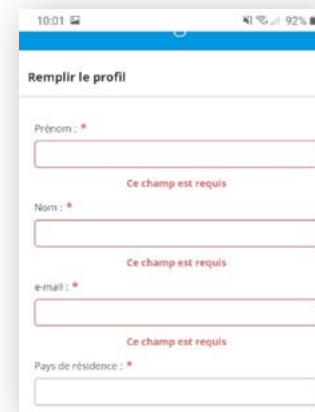 10:01 92%
Remplir le profil
Prénom : *
Ce champ est requis
Nom : *
Ce champ est requis
e-mail : *
Ce champ est requis
Pays de résidence : *